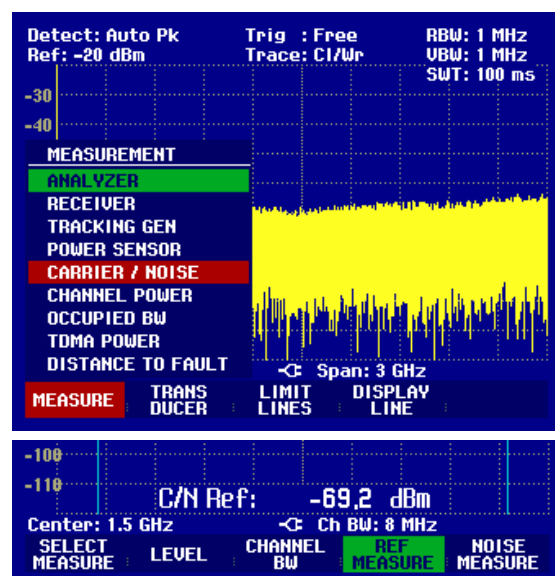 Detect: Auto Pk Trig : Free RBW: 1 MHz
Ref: -20 dBm Trace: Cl/Wr VBW: 1 MHz
SWT: 100 ms
-30
-40
MEASUREMENT
ANALYZER
RECEIVER
TRACKING GEN
POWER SENSOR
CARRIER / NOISE
CHANNEL POWER
OCCUPIED BW
TDMA POWER
DISTANCE TO FAULT
Span: 3 GHz
MEASURE TRANS DUCER LIMIT LINES DISPLAY LINE
-100
-110
C/N Ref: -69,2 dBm
Center: 1.5 GHz Ch BW: 8 MHz
SELECT MEASURE LEVEL CHANNEL BW REF MEASURE NOISE MEASURE